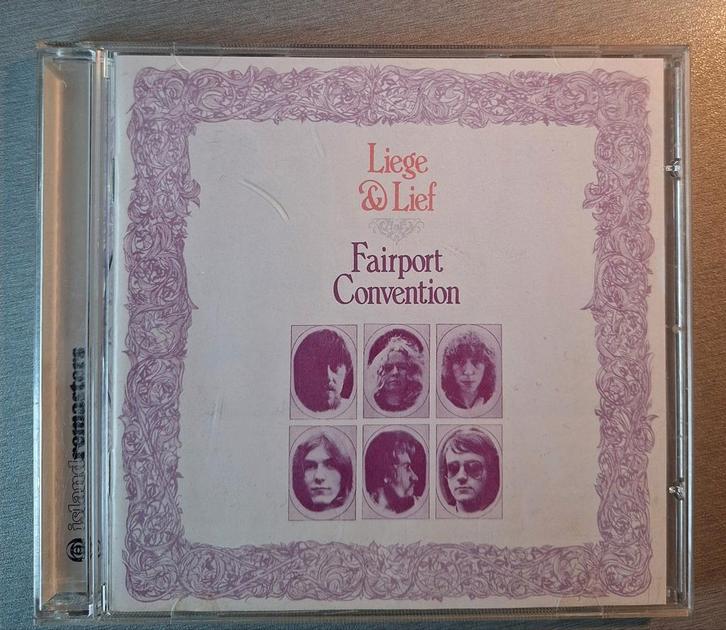 Liege
& Lief
Fairport
Convention
islandremasters